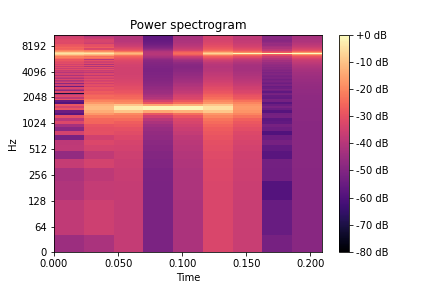 Power spectrogram
Hz
8192
4096
2048
1024
512
256
128
64
0
0.000 0.050 0.100 0.150 0.200
Time
+0 dB
-10 dB
-20 dB
-30 dB
-40 dB
-50 dB
-60 dB
-70 dB
-80 dB